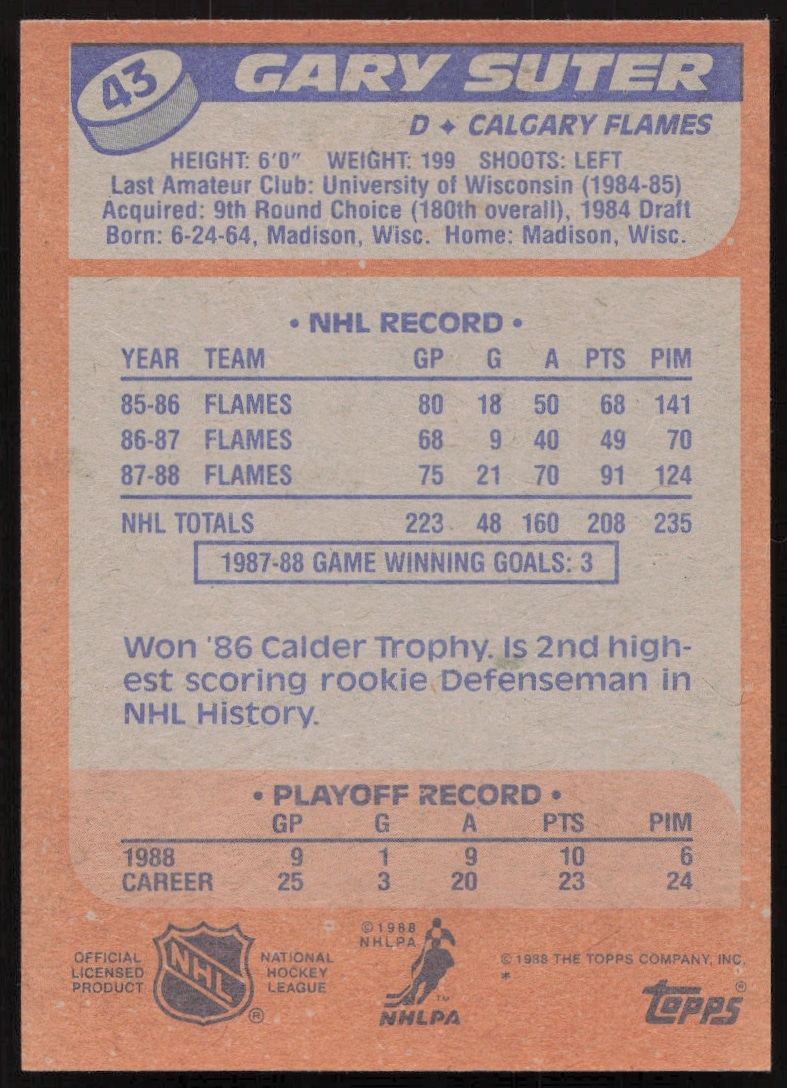 43
GARY SUTER
D ✦ CALGARY FLAMES
HEIGHT: 6'0" WEIGHT: 199 SHOOTS: LEFT
Last Amateur Club: University of Wisconsin (1984-85)
Acquired: 9th Round Choice (180th overall), 1984 Draft
Born: 6-24-64, Madison, Wisc. Home: Madison, Wisc.
• NHL RECORD •
YEAR TEAM GP G A PTS PIM
85-86 FLAMES 80 18 50 68 141
86-87 FLAMES 68 9 40 49 70
87-88 FLAMES 75 21 70 91 124
NHL TOTALS 223 48 160 208 235
1987-88 GAME WINNING GOALS: 3
Won '86 Calder Trophy. Is 2nd high-
est scoring rookie Defenseman in
NHL History.
• PLAYOFF RECORD •
GP G A PTS PIM
1988 9 1 9 10 6
CAREER 25 3 20 23 24
OFFICIAL
LICENSED
PRODUCT
NHL
®
NATIONAL
HOCKEY
LEAGUE
©1988
NHLPA
™
NHLPA
© 1988 THE TOPPS COMPANY, INC.
*
topps®